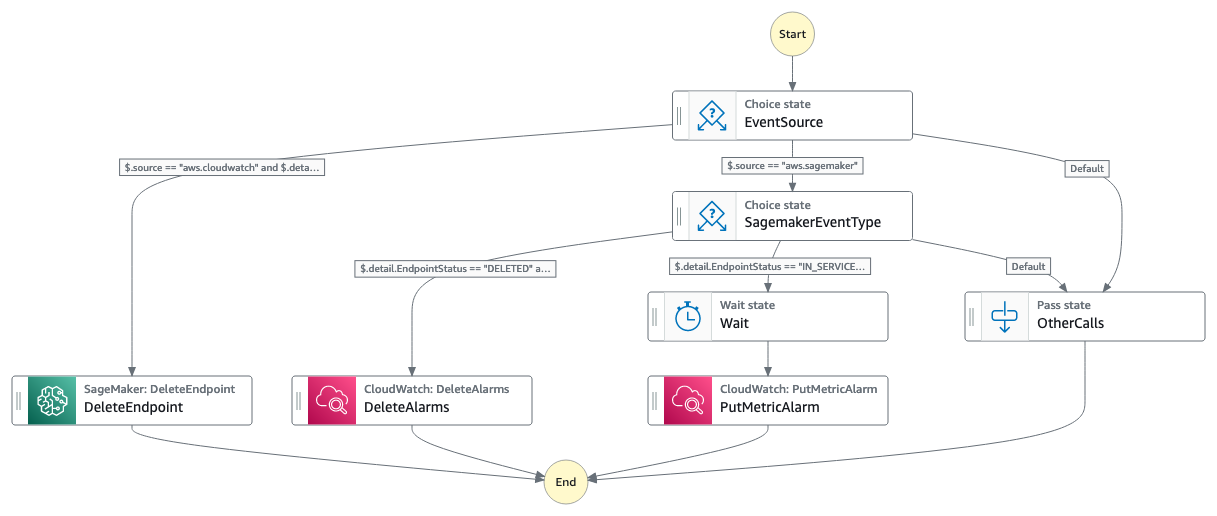 Start
Choice state
EventSource
$.source == "aws.cloudwatch" and $.deta...
$.source == "aws.sagemaker"
Default
Choice state
SagemakerEventType
$.detail.EndpointStatus == "DELETED" a...
$.detail.EndpointStatus == "IN_SERVICE...
Default
Wait state
Wait
Pass state
OtherCalls
SageMaker: DeleteEndpoint
DeleteEndpoint
CloudWatch: DeleteAlarms
DeleteAlarms
CloudWatch: PutMetricAlarm
PutMetricAlarm
End